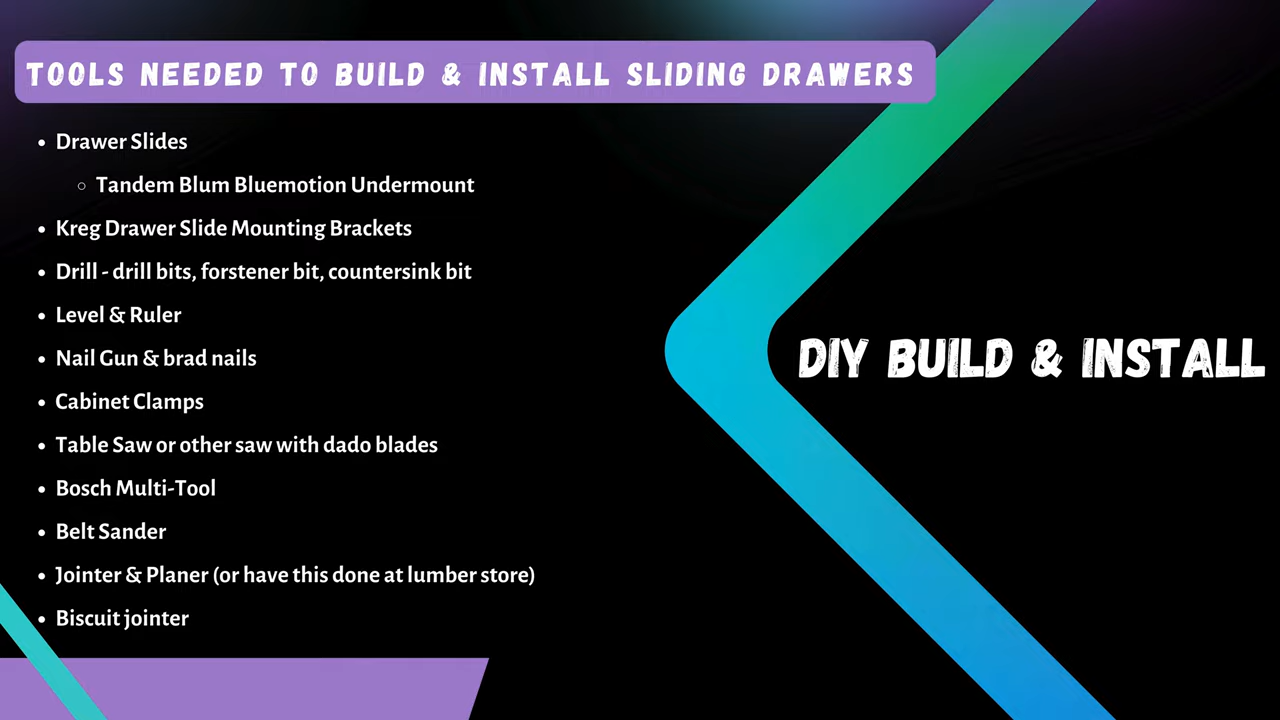 TOOLS NEEDED TO BUILD & INSTALL SLIDING DRAWERS
• Drawer Slides
○ Tandem Blum Bluemotion Undermount
• Kreg Drawer Slide Mounting Brackets
• Drill - drill bits, forstener bit, countersink bit
• Level & Ruler
• Nail Gun & brad nails
• Cabinet Clamps
• Table Saw or other saw with dado blades
• Bosch Multi-Tool
• Belt Sander
• Jointer & Planer (or have this done at lumber store)
• Biscuit jointer
DIY BUILD & INSTALL